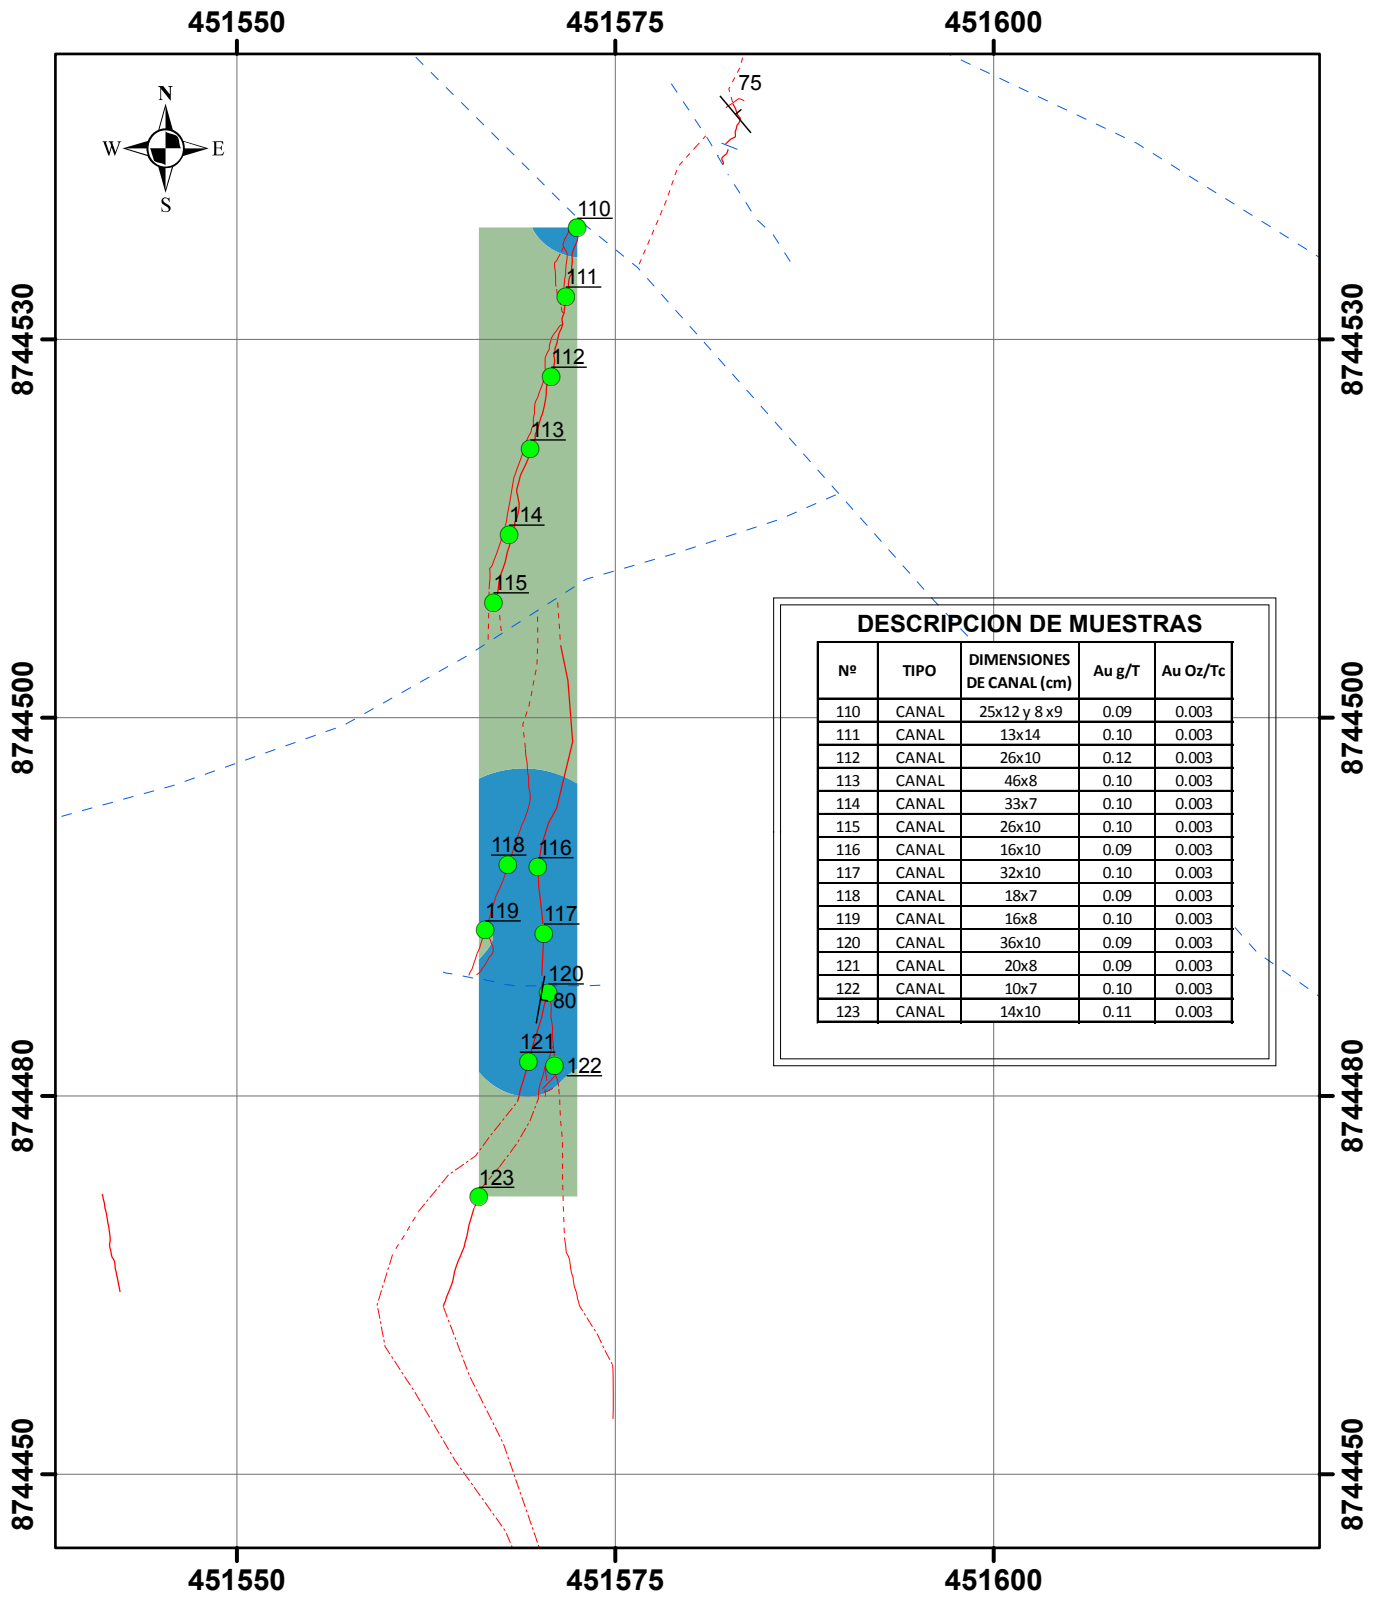 451550 451575 451600
N
W E
S
75
110
111
8744530 8744530
112
113
114
115
DESCRIPCION DE MUESTRAS
Nº TIPO DIMENSIONES DE CANAL (cm) Au g/T Au Oz/Tc
110 CANAL 25x12 y 8 x9 0.09 0.003
111 CANAL 13x14 0.10 0.003
112 CANAL 26x10 0.12 0.003
113 CANAL 46x8 0.10 0.003
114 CANAL 33x7 0.10 0.003
115 CANAL 26x10 0.10 0.003
116 CANAL 16x10 0.09 0.003
117 CANAL 32x10 0.10 0.003
118 CANAL 18x7 0.09 0.003
119 CANAL 16x8 0.10 0.003
120 CANAL 36x10 0.09 0.003
121 CANAL 20x8 0.09 0.003
122 CANAL 10x7 0.10 0.003
123 CANAL 14x10 0.11 0.003
8744500 8744500
118 116
119 117
120
80
121
122
8744480 8744480
123
8744450 8744450
451550 451575 451600